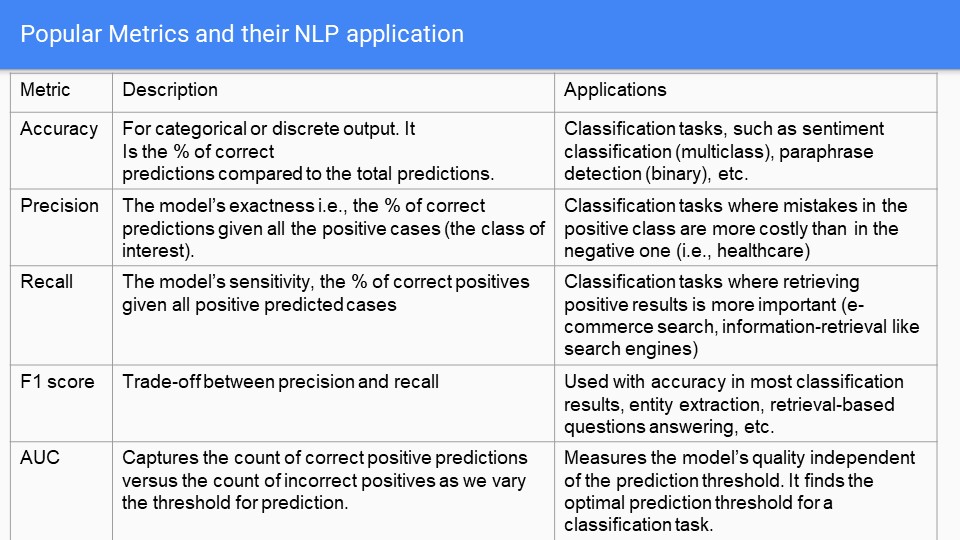 Popular Metrics and their NLP application
Metric
Description
Applications
Accuracy
For categorical or discrete output. It
Is the % of correct
predictions compared to the total predictions.
Classification tasks, such as sentiment
classification (multiclass), paraphrase
detection (binary), etc.
Precision
The model’s exactness i.e., the % of correct
predictions given all the positive cases (the class of
interest).
Classification tasks where mistakes in the
positive class are more costly than in the
negative one (i.e., healthcare)
Recall
The model’s sensitivity, the % of correct positives
given all positive predicted cases
Classification tasks where retrieving
positive results is more important (e-
commerce search, information-retrieval like
search engines)
F1 score
Trade-off between precision and recall
Used with accuracy in most classification
results, entity extraction, retrieval-based
questions answering, etc.
AUC
Captures the count of correct positive predictions
versus the count of incorrect positives as we vary
the threshold for prediction.
Measures the model’s quality independent
of the prediction threshold. It finds the
optimal prediction threshold for a
classification task.